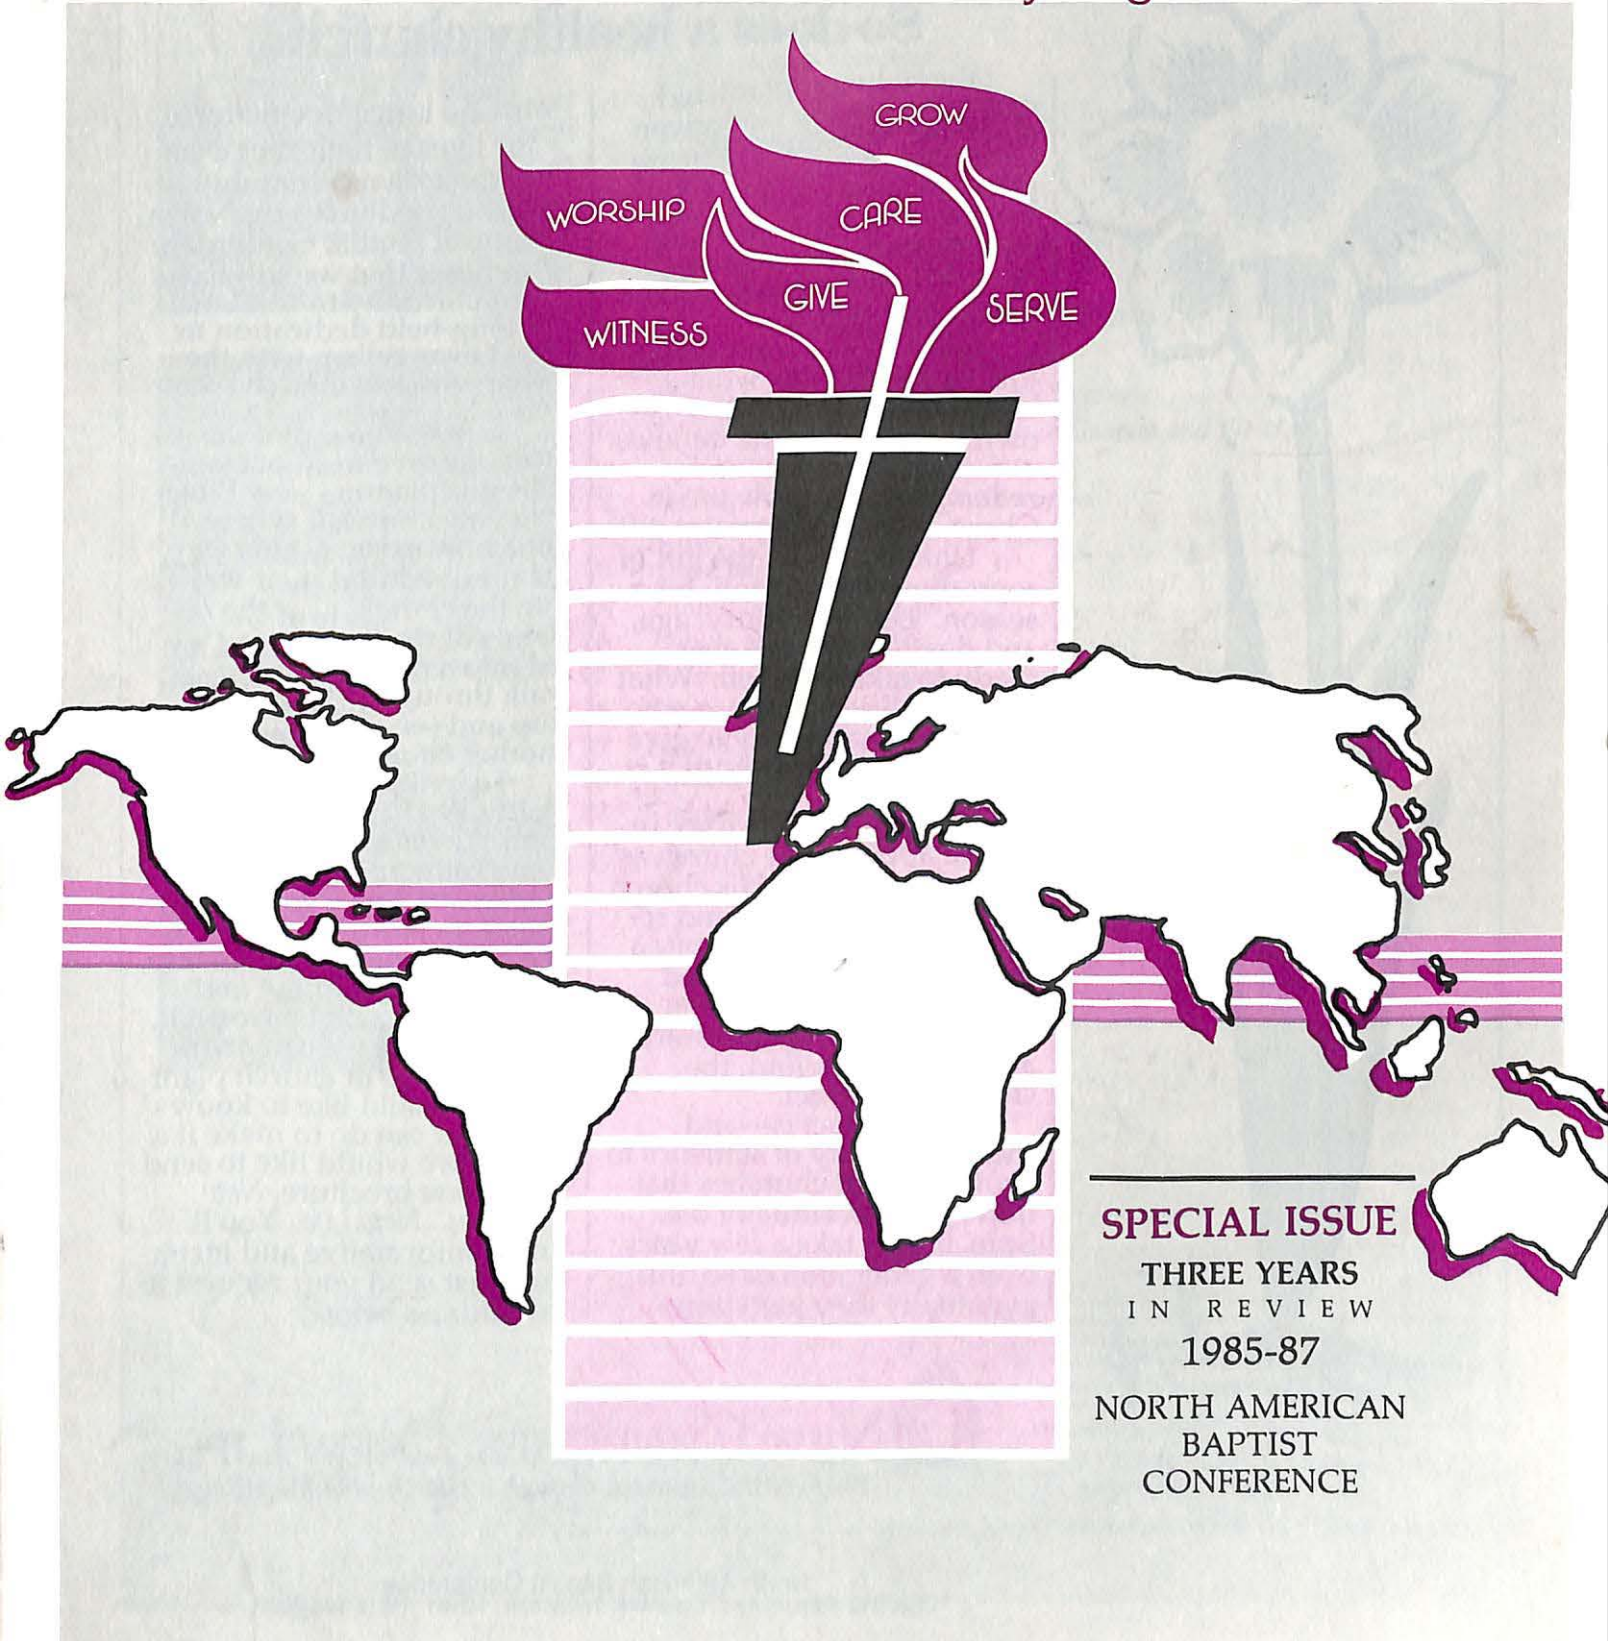 GROW
WORSHIP
CARE
GIVE
SERVE
WITNESS
SPECIAL ISSUE
THREE YEARS
IN REVIEW
1985-87
NORTH AMERICAN
BAPTIST
CONFERENCE